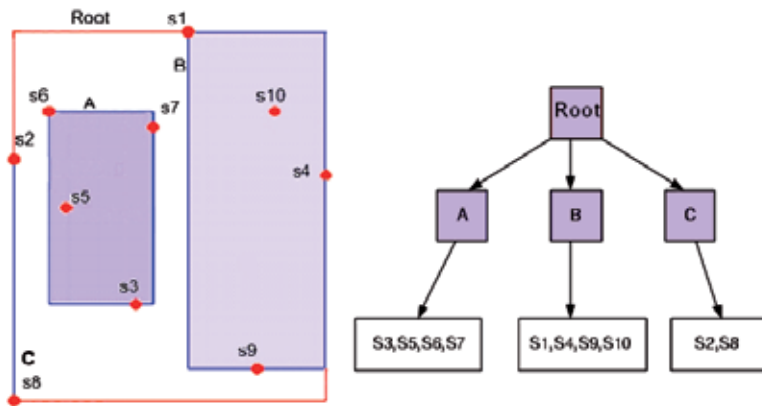 Root
s1
B
s6
A
s7
s10
s2
s4
s5
s3
C
s9
s8
Root
A
B
C
S3,S5,S6,S7
S1,S4,S9,S10
S2,S8